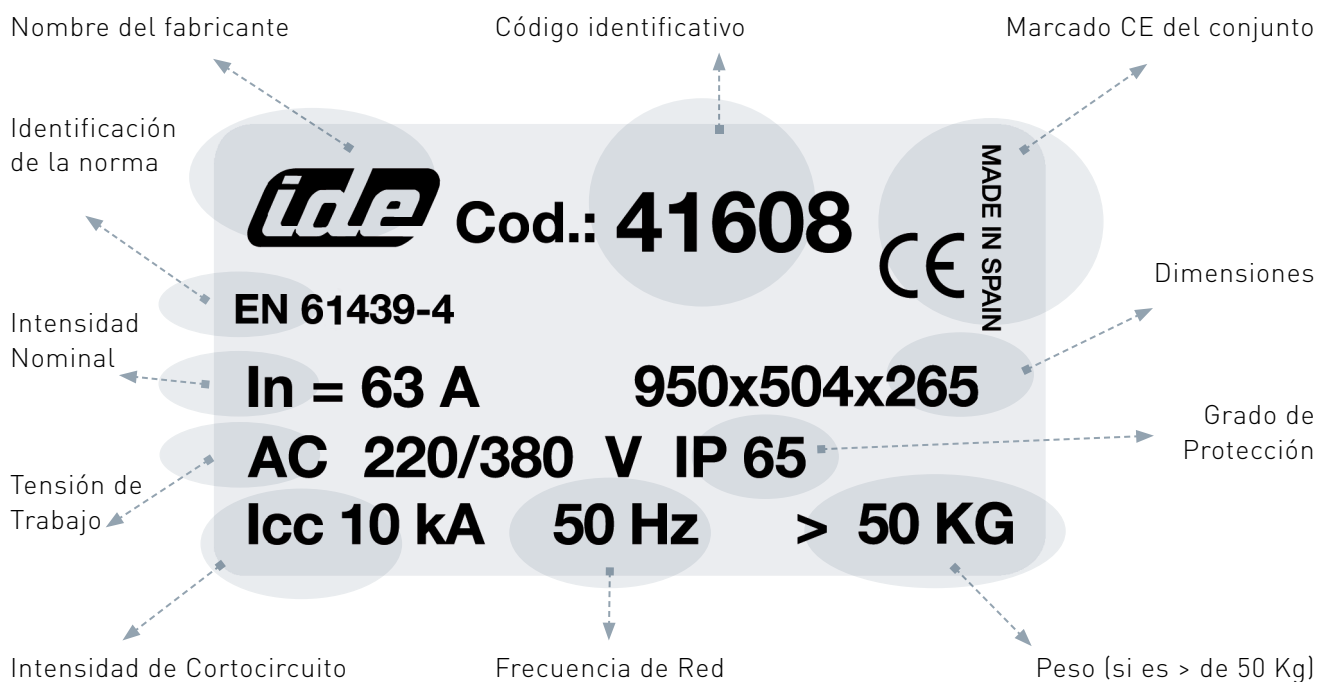 Nombre del fabricante
Código identificativo
Marcado CE del conjunto
Identificación
de la norma
ide Cod.: 41608
CE
MADE IN SPAIN
Dimensiones
EN 61439-4
Intensidad
Nominal
In = 63 A 950x504x265
Grado de
Protección
AC 220/380 V IP 65
Tensión de
Trabajo
Icc 10 kA 50 Hz > 50 KG
Intensidad de Cortocircuito
Frecuencia de Red
Peso (si es > de 50 Kg)